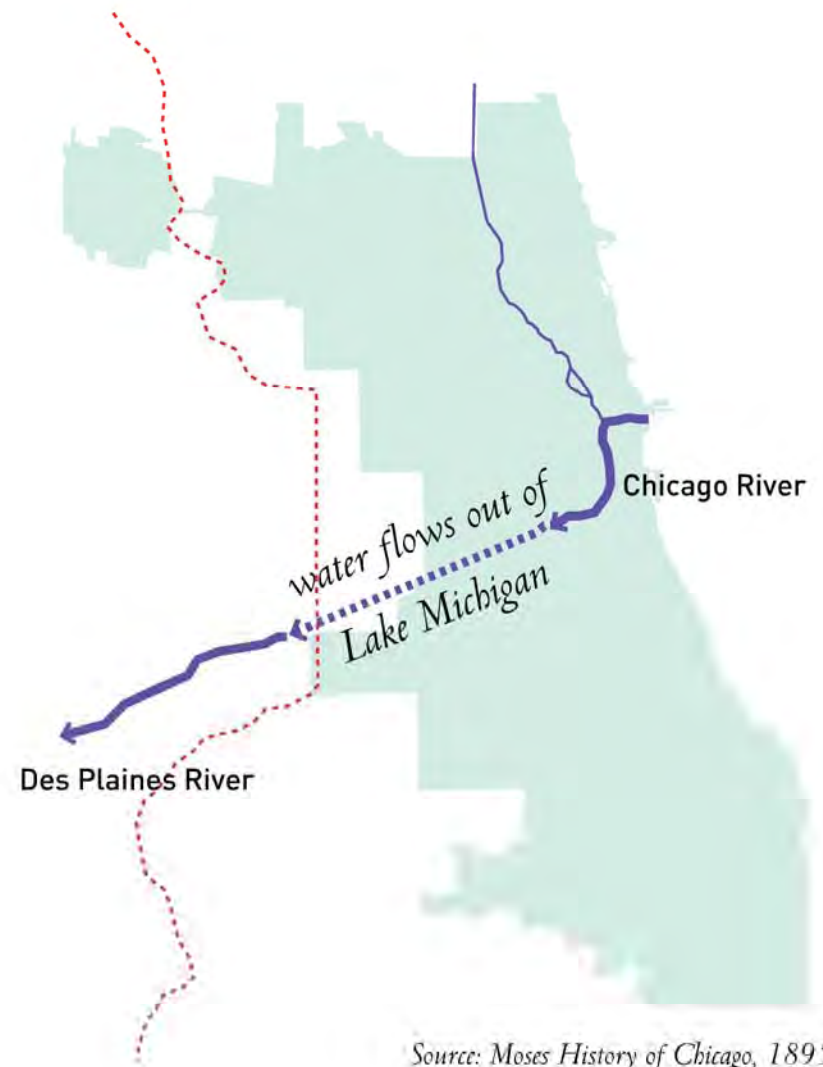 water flows out of
Lake Michigan
Chicago River
Des Plaines River
Source: Moses History of Chicago,